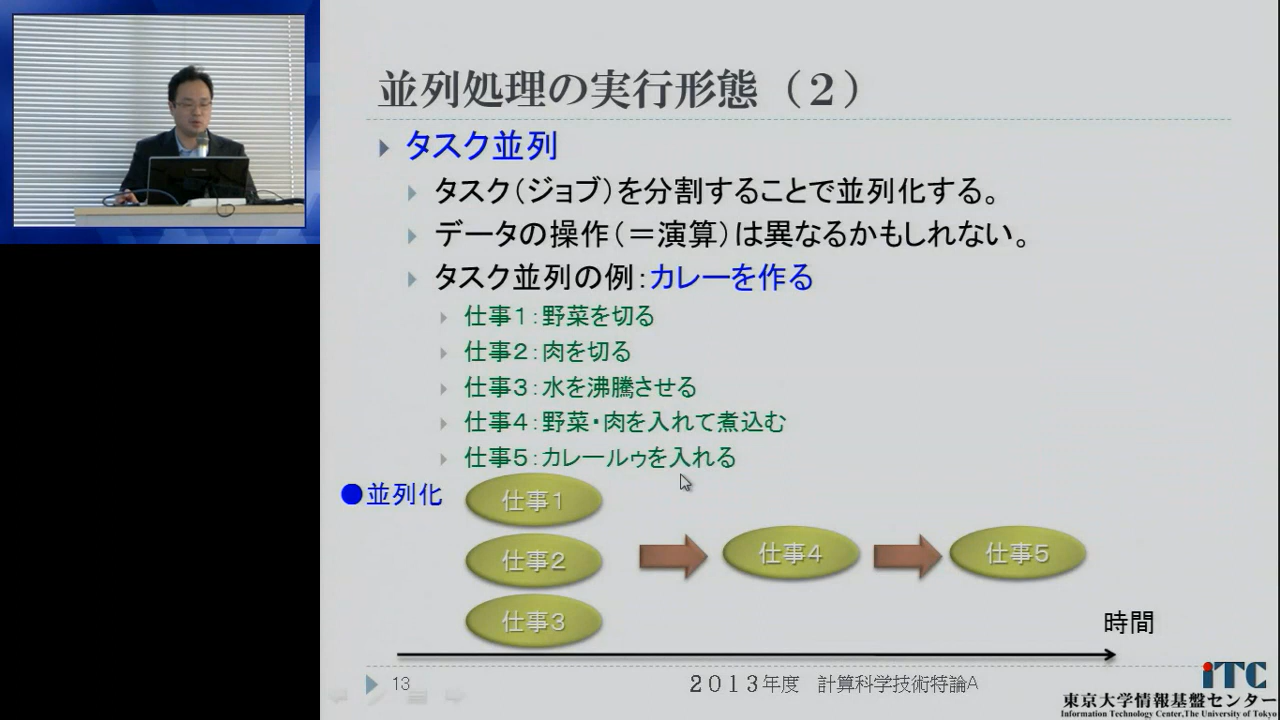 並列処理の実行形態（２）
タスク並列
タスク（ジョブ）を分割することで並列化する。
データの操作（＝演算）は異なるかもしれない。
タスク並列の例：カレーを作る
仕事１：野菜を切る
仕事２：肉を切る
仕事３：水を沸騰させる
仕事４：野菜・肉を入れて煮込む
仕事５：カレールゥを入れる
●並列化
仕事１
仕事２
仕事３
仕事４
仕事５
時間
13
２０１３年度　計算科学技術特論A
iTC
東京大学情報基盤センター
Information Technology Center,The University of Tokyo